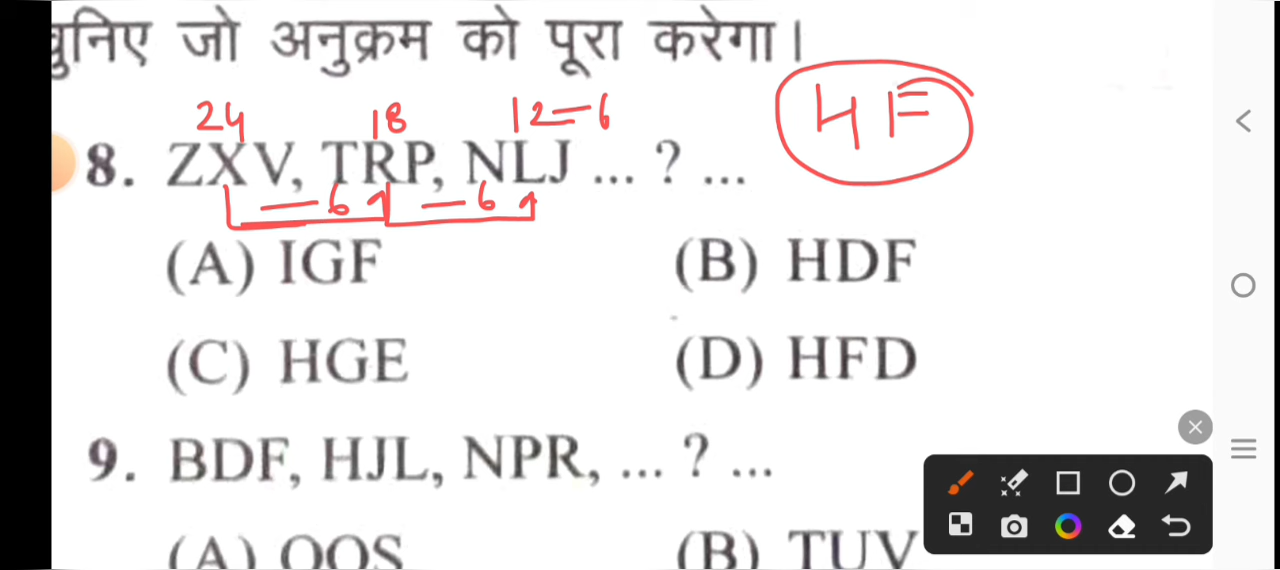 चुनिए जो अनुक्रम को पूरा करेगा।
24 18 12=6 HF
8. ZXV, TRP, NLJ ... ? ...
-6 -6
(A) IGF (B) HDF
(C) HGE (D) HFD
9. BDF, HJL, NPR, ... ? ...
(A) QOS (B) TUV